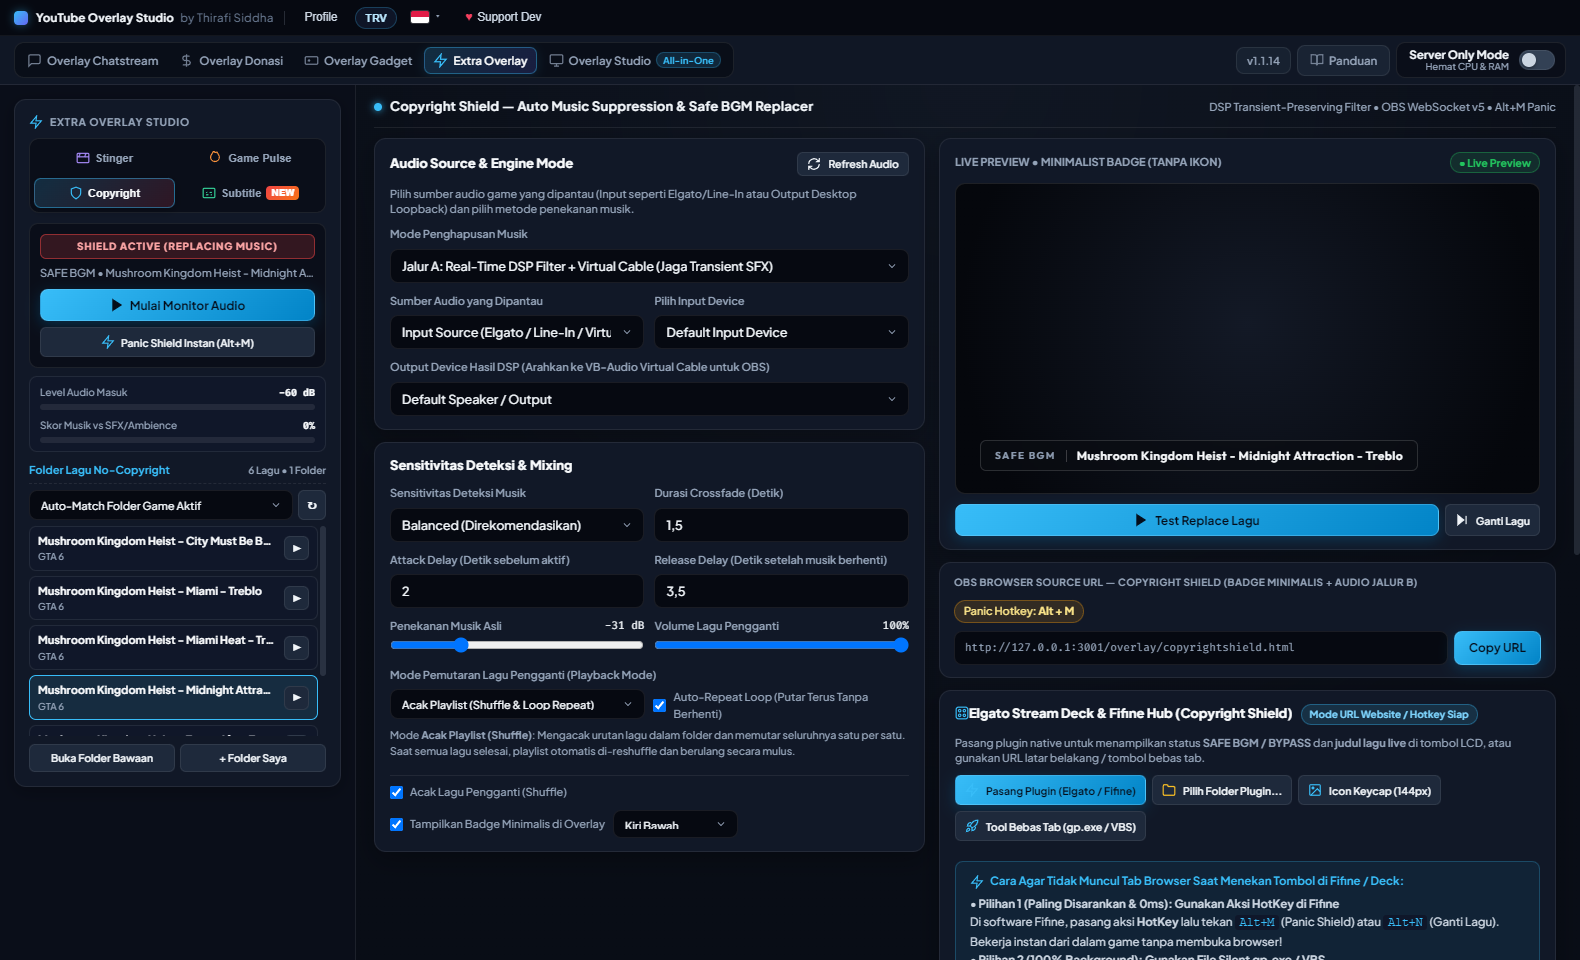 YouTube Overlay Studio by Thirafi Siddha
Profile
TRV
Support Dev
Overlay Chatstream
Overlay Donasi
Overlay Gadget
Extra Overlay
Overlay Studio
All-in-One
v1.1.14
Panduan
Server Only Mode
Hemat CPU & RAM
EXTRA OVERLAY STUDIO
Stinger
Game Pulse
Copyright
Subtitle NEW
SHIELD ACTIVE (REPLACING MUSIC)
SAFE BGM • Mushroom Kingdom Heist - Midnight A...
Mulai Monitor Audio
Panic Shield Instan (Alt+M)
Level Audio Masuk -60 dB
Skor Musik vs SFX/Ambience 0%
Folder Lagu No-Copyright 6 Lagu • 1 Folder
Auto-Match Folder Game Aktif
Mushroom Kingdom Heist - City Must Be B...
GTA 6
Mushroom Kingdom Heist - Miami - Treblo
GTA 6
Mushroom Kingdom Heist - Miami Heat - Tr...
GTA 6
Mushroom Kingdom Heist - Midnight Attra...
GTA 6
Buka Folder Bawaan
+ Folder Saya
Copyright Shield — Auto Music Suppression & Safe BGM Replacer
DSP Transient-Preserving Filter • OBS WebSocket v5 • Alt+M Panic
Audio Source & Engine Mode
Refresh Audio
Pilih sumber audio game yang dipantau (Input seperti Elgato/Line-In atau Output Desktop
Loopback) dan pilih metode penekanan musik.
Mode Penghapusan Musik
Jalur A: Real-Time DSP Filter + Virtual Cable (Jaga Transient SFX)
Sumber Audio yang Dipantau
Pilih Input Device
Input Source (Elgato / Line-In / Virtu
Default Input Device
Output Device Hasil DSP (Arahkan ke VB-Audio Virtual Cable untuk OBS)
Default Speaker / Output
Sensitivitas Deteksi & Mixing
Sensitivitas Deteksi Musik
Durasi Crossfade (Detik)
Balanced (Direkomendasikan)
1,5
Attack Delay (Detik sebelum aktif)
Release Delay (Detik setelah musik berhenti)
2
3,5
Penekanan Musik Asli -31 dB
Volume Lagu Pengganti 100%
Mode Pemutaran Lagu Pengganti (Playback Mode)
Acak Playlist (Shuffle & Loop Repeat)
Auto-Repeat Loop (Putar Terus Tanpa
Berhenti)
Mode Acak Playlist (Shuffle): Mengacak urutan lagu dalam folder dan memutar seluruhnya satu per satu.
Saat semua lagu selesai, playlist otomatis di-reshuffle dan berulang secara mulus.
Acak Lagu Pengganti (Shuffle)
Tampilkan Badge Minimalis di Overlay
Kiri Bawah
LIVE PREVIEW • MINIMALIST BADGE (TANPA IKON)
• Live Preview
SAFE BGM | Mushroom Kingdom Heist - Midnight Attraction - Treblo
Test Replace Lagu
Ganti Lagu
OBS BROWSER SOURCE URL — COPYRIGHT SHIELD (BADGE MINIMALIS + AUDIO JALUR B)
Panic Hotkey: Alt + M
http://127.0.0.1:3001/overlay/copyrightshield.html
Copy URL
Elgato Stream Deck & Fifine Hub (Copyright Shield)
Mode URL Website / Hotkey Siap
Pasang plugin native untuk menampilkan status SAFE BGM / BYPASS dan judul lagu live di tombol LCD, atau
gunakan URL latar belakang / tombol bebas tab.
Pasang Plugin (Elgato / Fifine)
Pilih Folder Plugin...
Icon Keycap (144px)
Tool Bebas Tab (gp.exe / VBS)
Cara Agar Tidak Muncul Tab Browser Saat Menekan Tombol di Fifine / Deck:
• Pilihan 1 (Paling Disarankan & 0ms): Gunakan Aksi HotKey di Fifine
Di software Fifine, pasang aksi HotKey lalu tekan Alt+M (Panic Shield) atau Alt+N (Ganti Lagu).
Bekerja instan dari dalam game tanpa membuka browser!
• Pilihan 2 (100% Background): Gunakan File Silent gp.exe / VBS